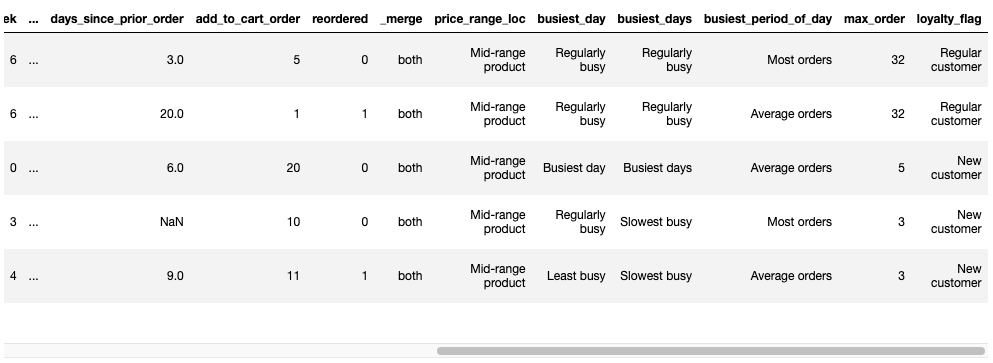 ek ... days_since_prior_order add_to_cart_order reordered _merge price_range_loc busiest_day busiest_days busiest_period_of_day max_order loyalty_flag
6 ... 3.0 5 0 both Mid-range product Regularly busy Regularly busy Most orders 32 Regular customer
6 ... 20.0 1 1 both Mid-range product Regularly busy Regularly busy Average orders 32 Regular customer
0 ... 6.0 20 0 both Mid-range product Busiest day Busiest days Average orders 5 New customer
3 ... NaN 10 0 both Mid-range product Regularly busy Slowest busy Most orders 3 New customer
4 ... 9.0 11 1 both Mid-range product Least busy Slowest busy Average orders 3 New customer